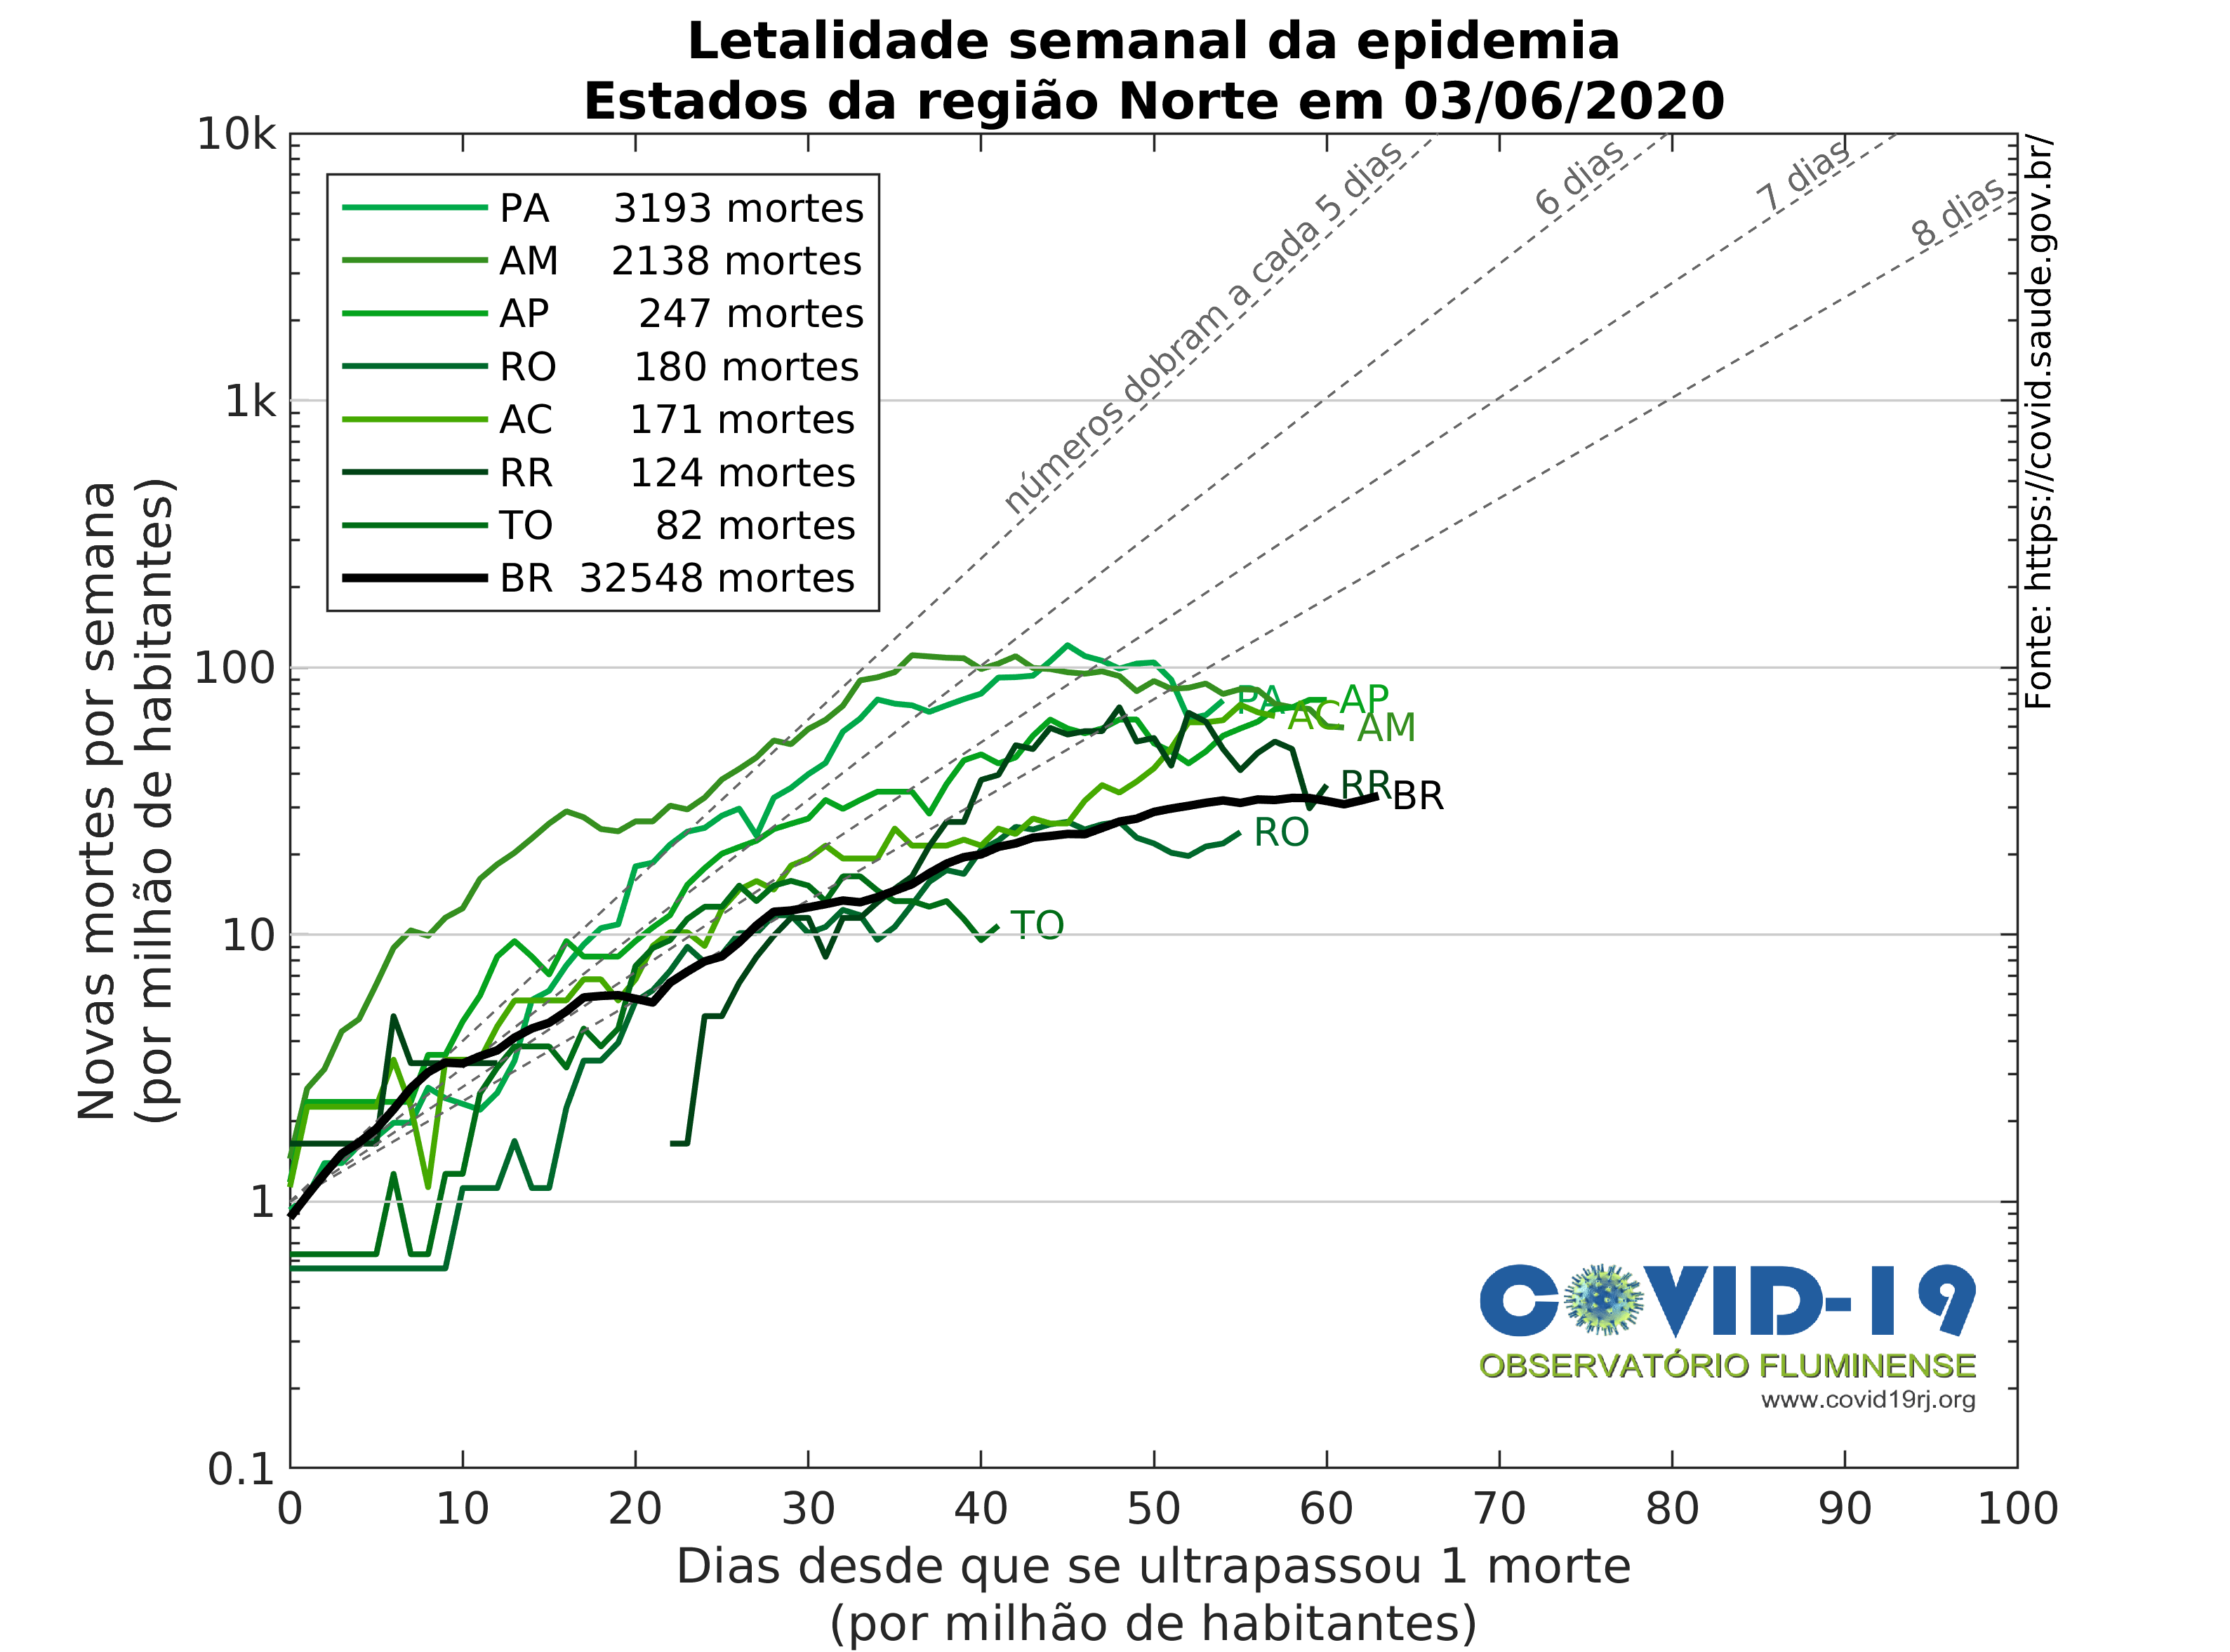 Letalidade semanal da epidemia
Estados da região Norte em 03/06/2020
10k
1k
100
10
1
0.1
Novas mortes por semana
(por milhão de habitantes)
PA 3193 mortes
AM 2138 mortes
AP 247 mortes
RO 180 mortes
AC 171 mortes
RR 124 mortes
TO 82 mortes
BR 32548 mortes
números dobram a cada 5 dias
6 dias
7 dias
8 dias
Fonte: https://covid.saude.gov.br/
PA
AP
AC
AM
RR
BR
RO
TO
COVID-19
OBSERVATÓRIO FLUMINENSE
www.covid19rj.org
0 10 20 30 40 50 60 70 80 90 100
Dias desde que se ultrapassou 1 morte
(por milhão de habitantes)